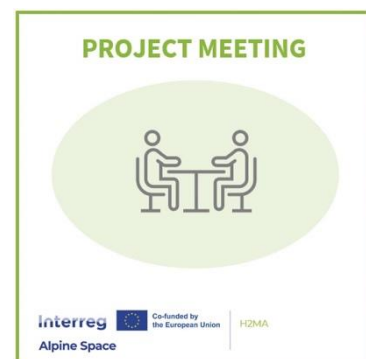 PROJECT MEETING
Interreg
Co-funded by
the European Union
H2MA
Alpine Space